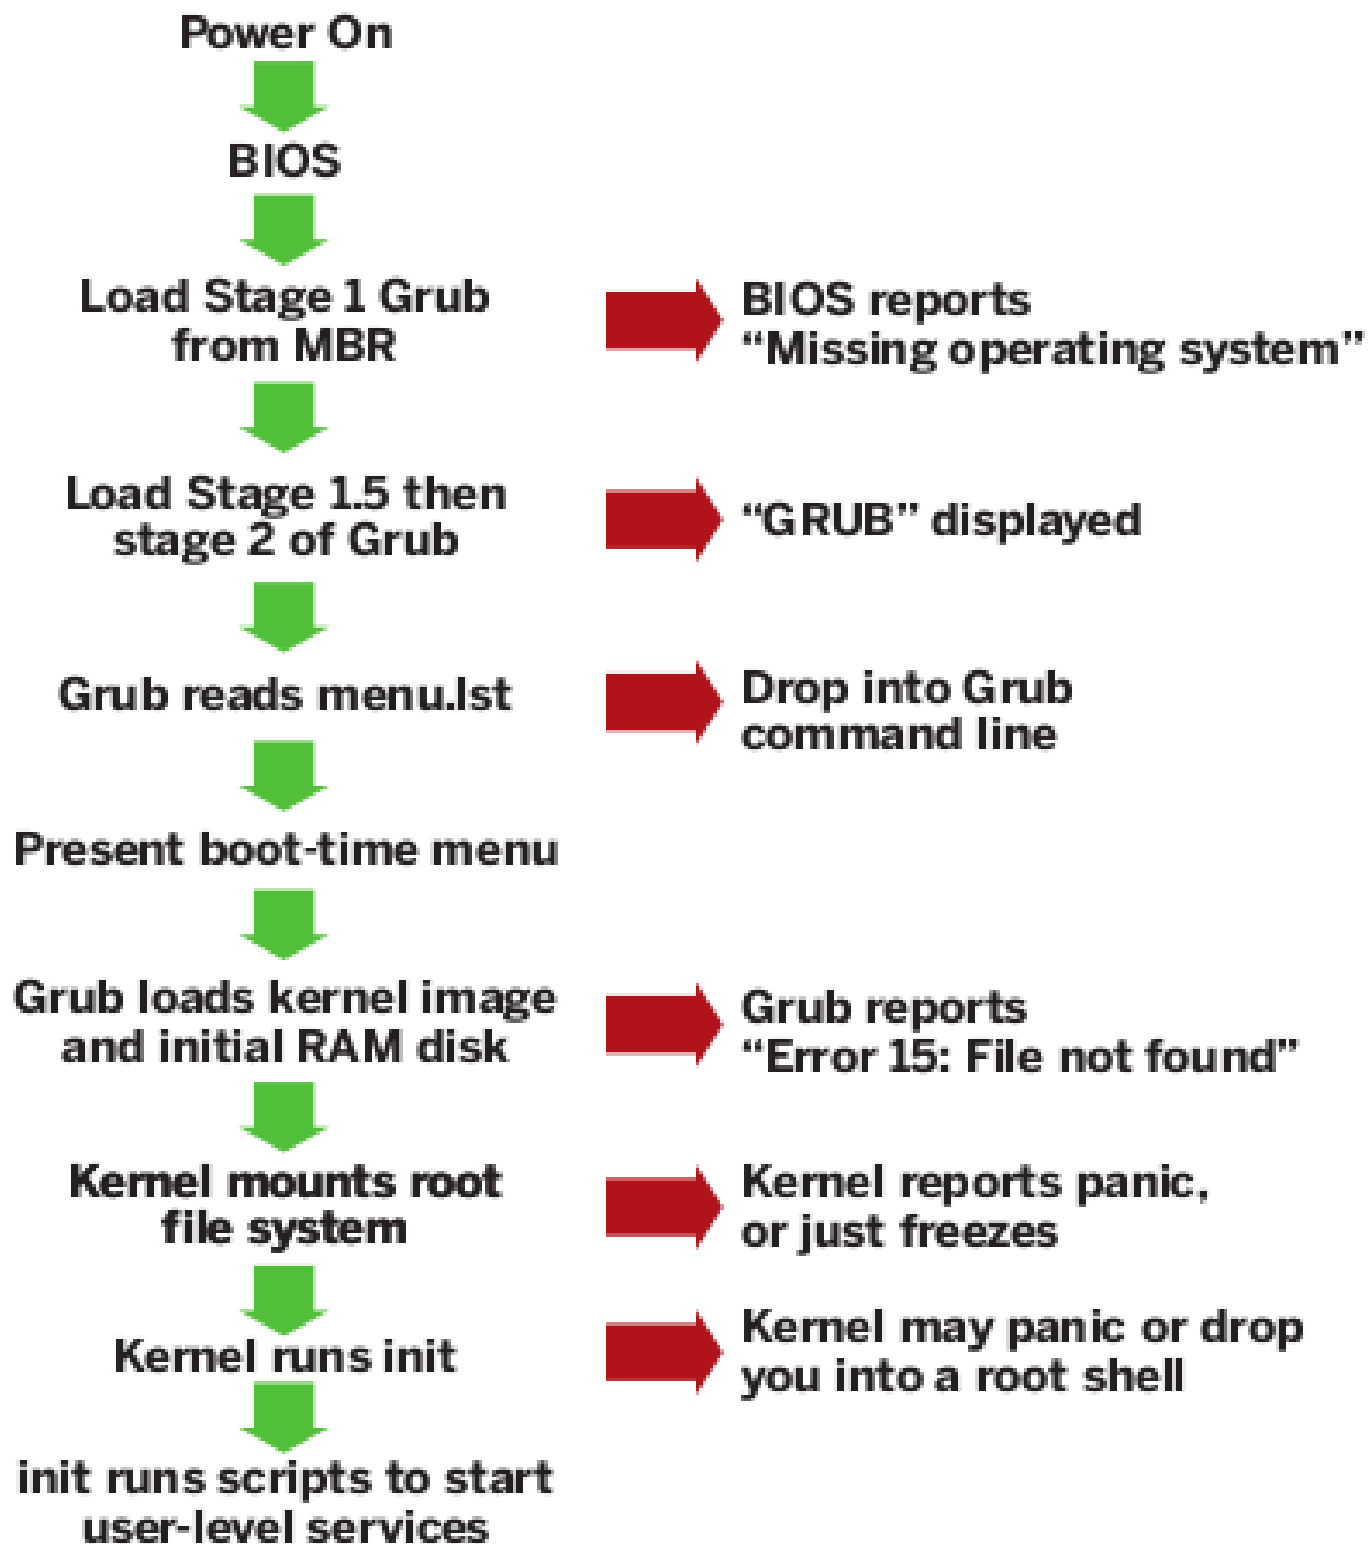 Power On
BIOS
Load Stage 1 Grub
from MBR
BIOS reports
“Missing operating system”
Load Stage 1.5 then
stage 2 of Grub
“GRUB” displayed
Grub reads menu.lst
Drop into Grub
command line
Present boot-time menu
Grub loads kernel image
and initial RAM disk
Grub reports
“Error 15: File not found”
Kernel mounts root
file system
Kernel reports panic,
or just freezes
Kernel runs init
Kernel may panic or drop
you into a root shell
init runs scripts to start
user-level services